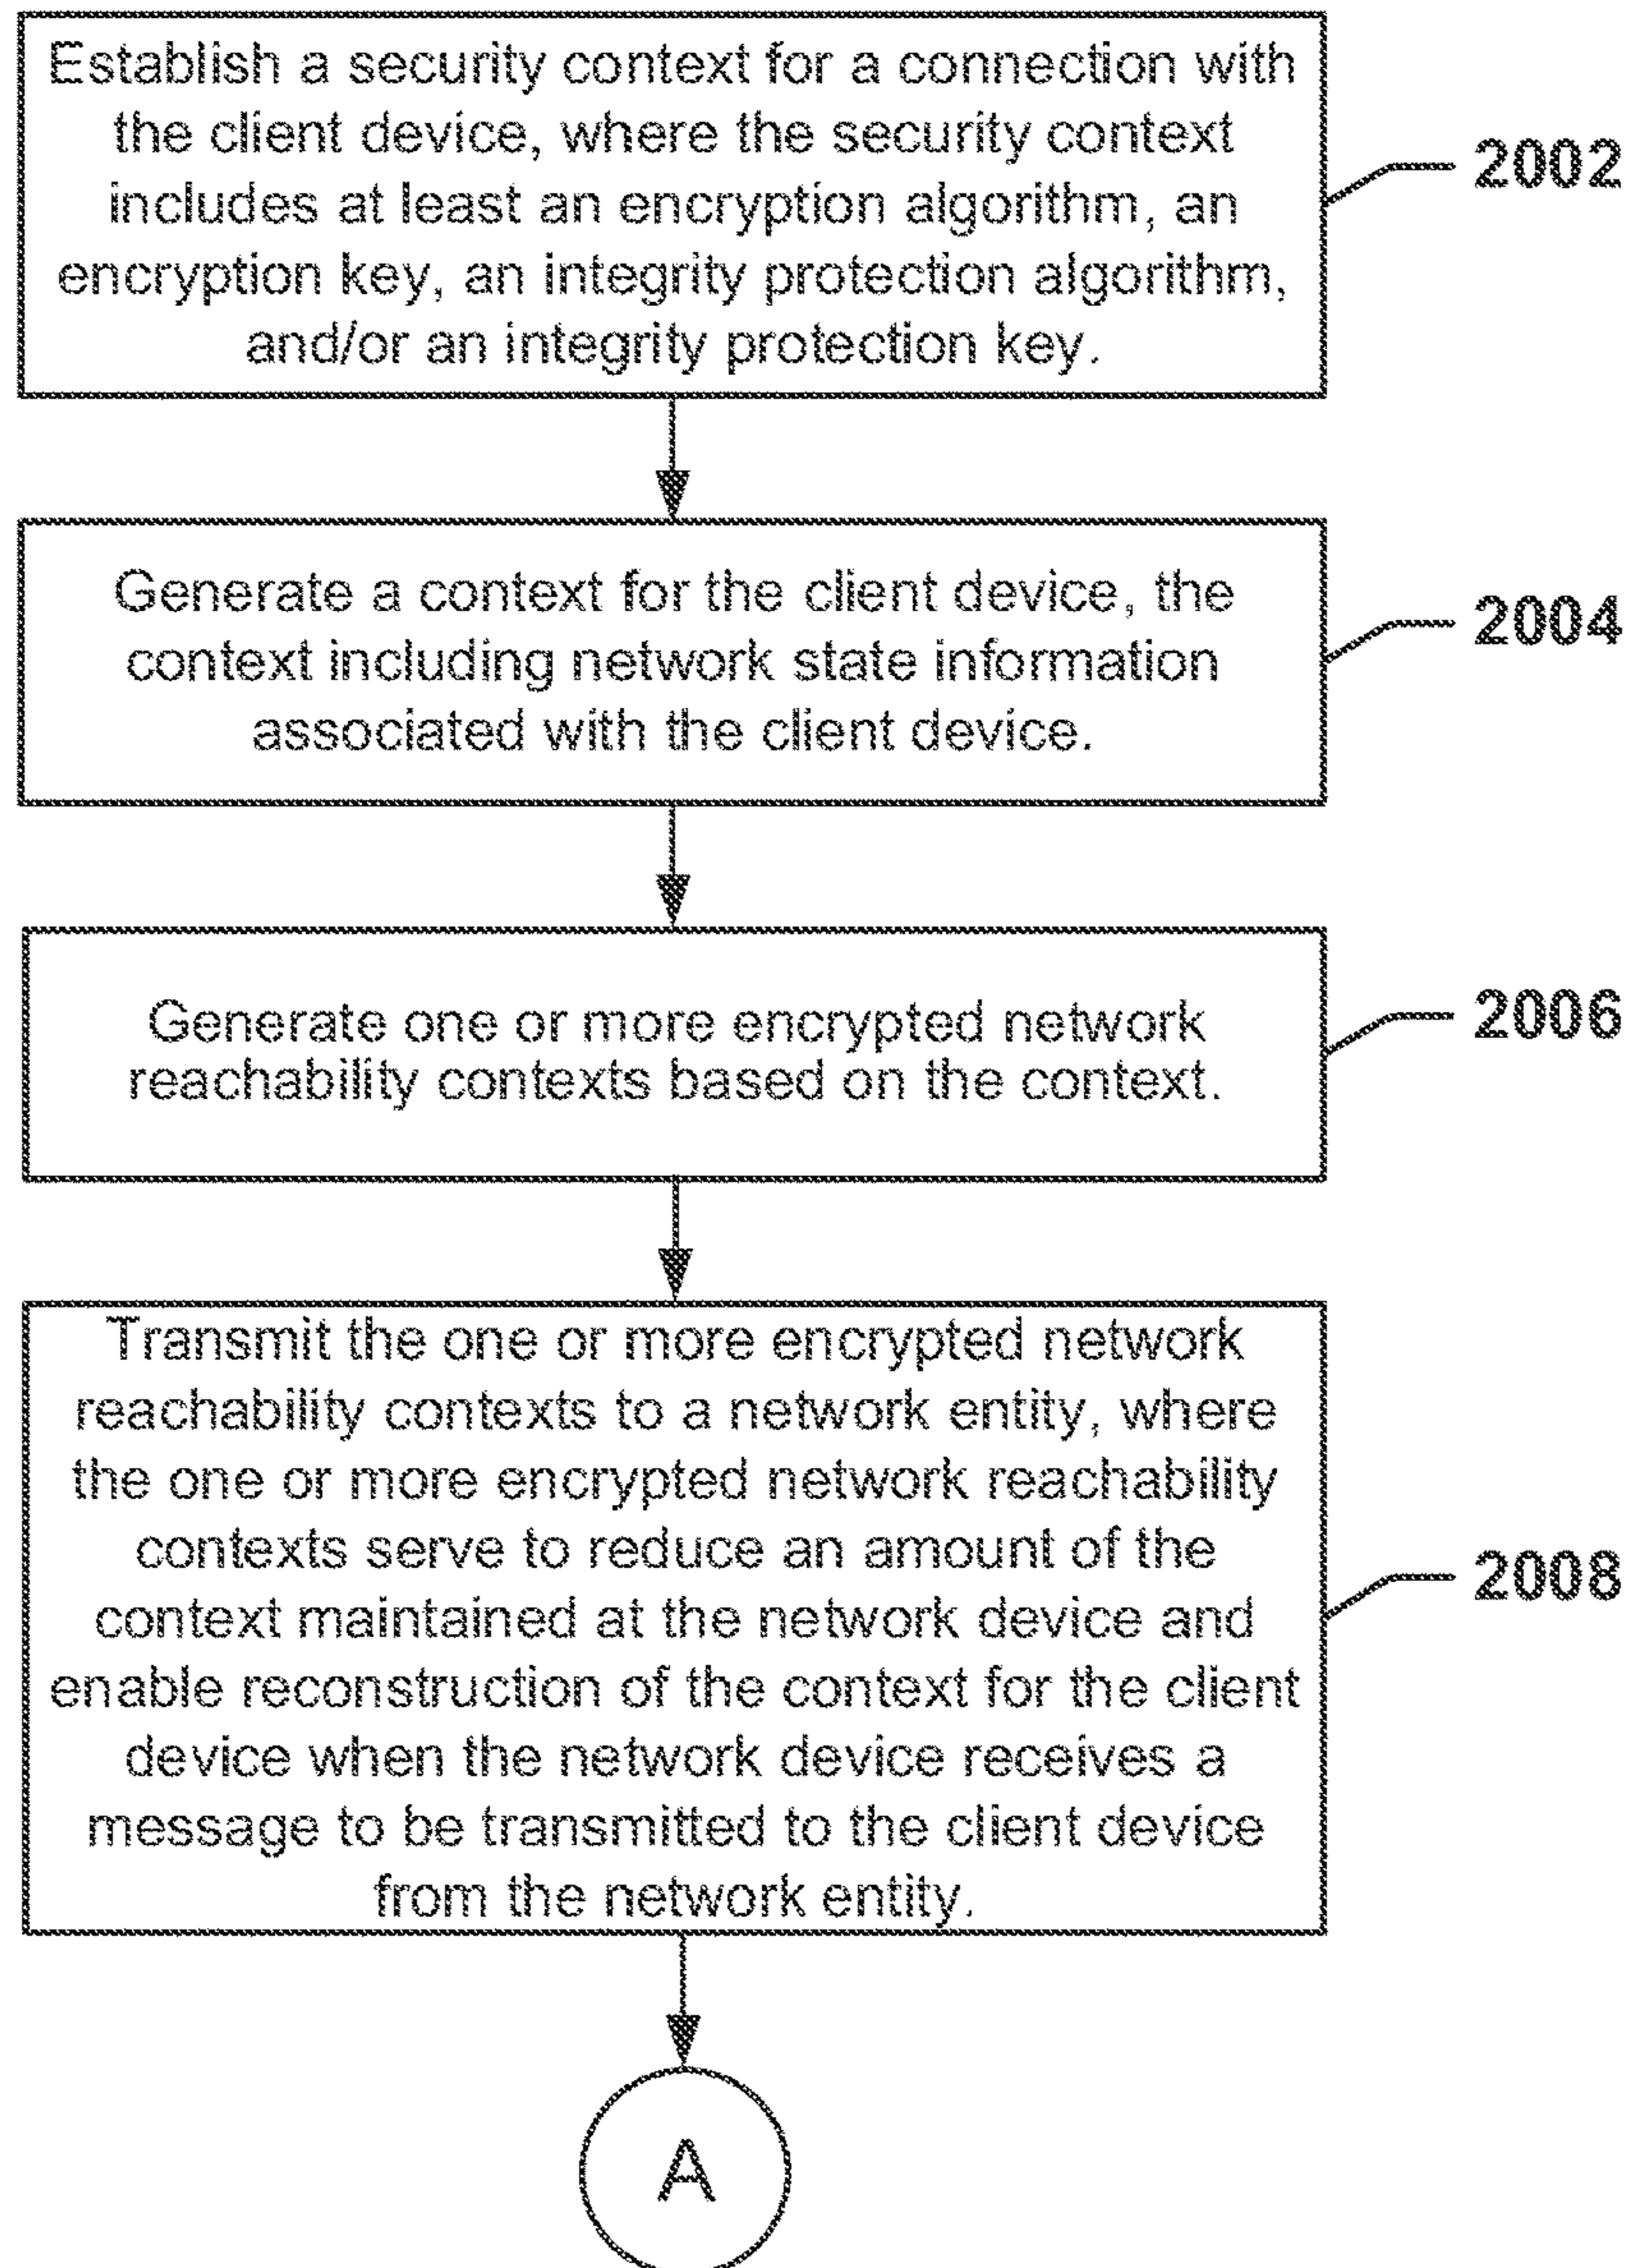 Establish a security context for a connection with
the client device, where the security context
includes at least an encryption algorithm, an
encryption key, an integrity protection algorithm,
and/or an integrity protection key.
2002
Generate a context for the client device, the
context including network state information
associated with the client device.
2004
Generate one or more encrypted network
reachability contexts based on the context.
2006
Transmit the one or more encrypted network
reachability contexts to a network entity, where
the one or more encrypted network reachability
contexts serve to reduce an amount of the
context maintained at the network device and
enable reconstruction of the context for the client
device when the network device receives a
message to be transmitted to the client device
from the network entity.
2008
A